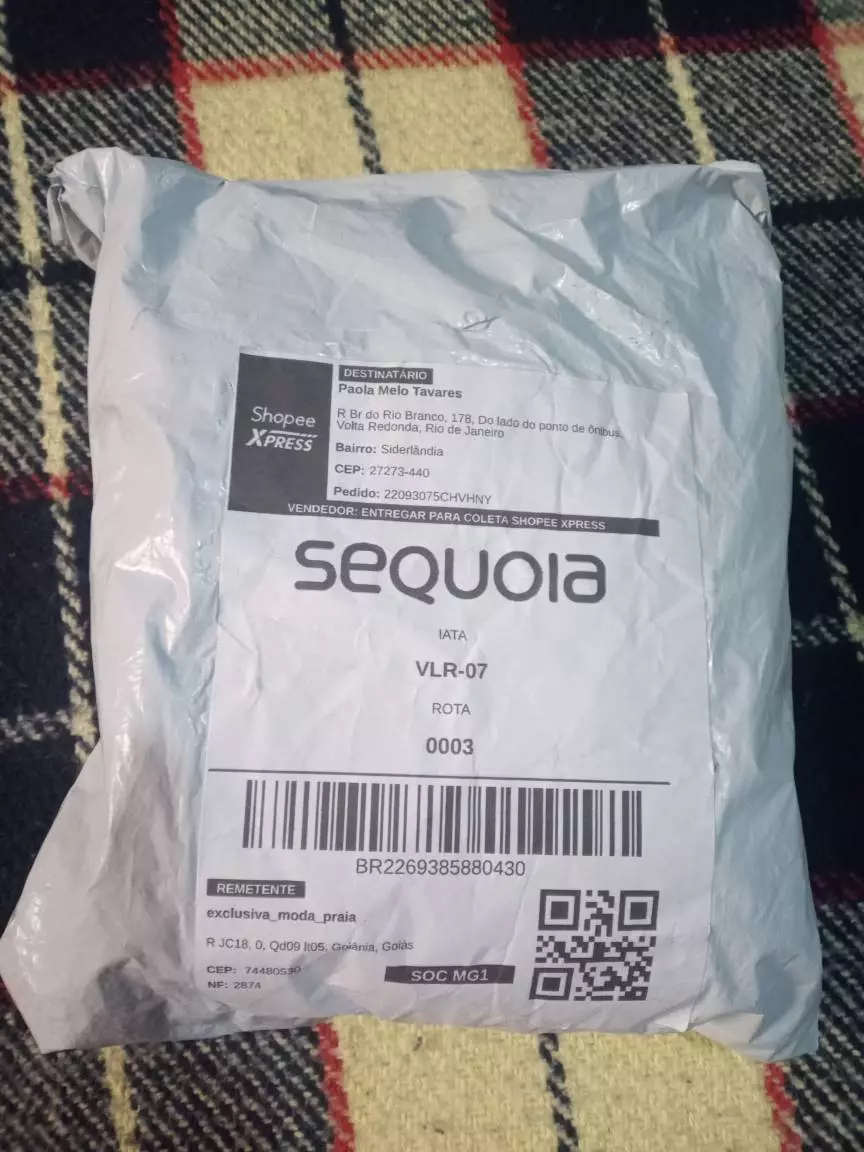 Shopee
XPRESS
DESTINATÁRIO
Paola Melo Tavares
R Br do Rio Branco, 178, Do lado do ponto de ônibus,
Volta Redonda, Rio de Janeiro
Bairro: Siderlândia
CEP: 27273-440
Pedido: 22093075CHVHNY
VENDEDOR: ENTREGAR PARA COLETA SHOPEE XPRESS
sequoia
IATA
VLR-07
ROTA
0003
BR2269385880430
REMETENTE
exclusiva_moda_praia
R JC18, 0, Qd09 lt05, Goiânia, Goiás
CEP:
NF: 2874
SOC MG1